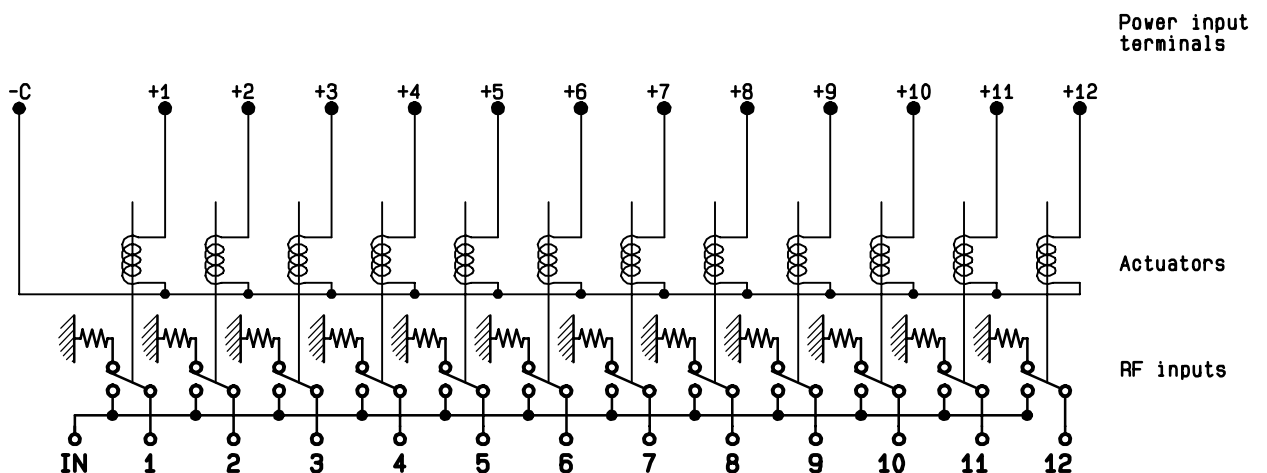 Power input
terminals
-C +1 +2 +3 +4 +5 +6 +7 +8 +9 +10 +11 +12
Actuators
RF inputs
IN 1 2 3 4 5 6 7 8 9 10 11 12